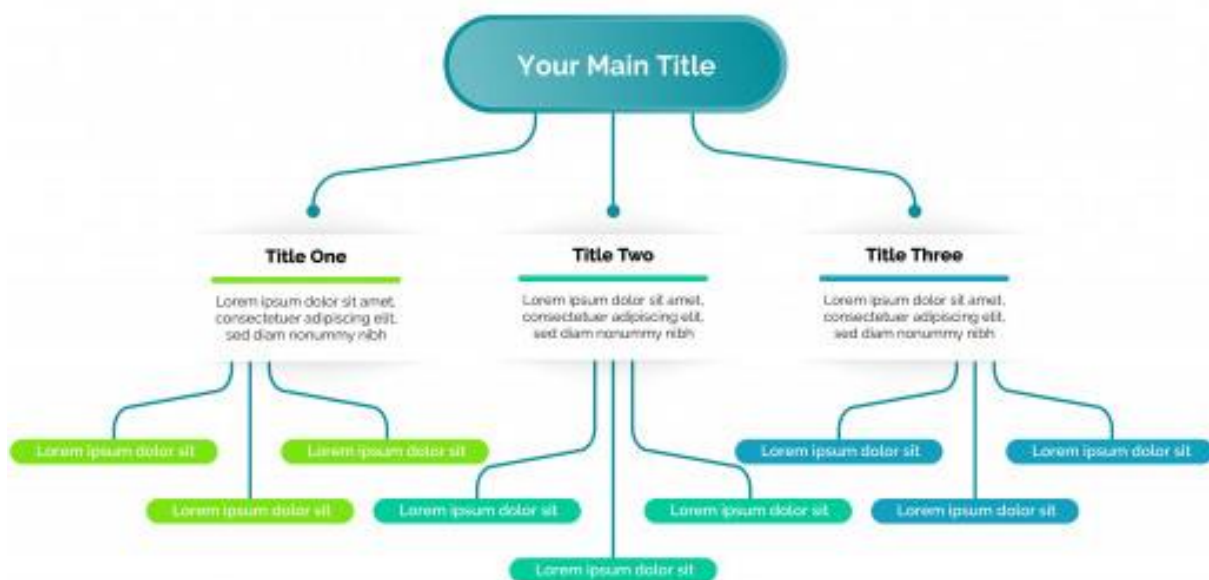 Your Main Title
Title One
Lorem ipsum dolor sit amet,
consectetuer adipiscing elit,
sed diam nonummy nibh
Title Two
Lorem ipsum dolor sit amet,
consectetuer adipiscing elit,
sed diam nonummy nibh
Title Three
Lorem ipsum dolor sit amet,
consectetuer adipiscing elit,
sed diam nonummy nibh
Lorem ipsum dolor sit
Lorem ipsum dolor sit
Lorem ipsum dolor sit
Lorem ipsum dolor sit
Lorem ipsum dolor sit
Lorem ipsum dolor sit
Lorem ipsum dolor sit
Lorem ipsum dolor sit
Lorem ipsum dolor sit